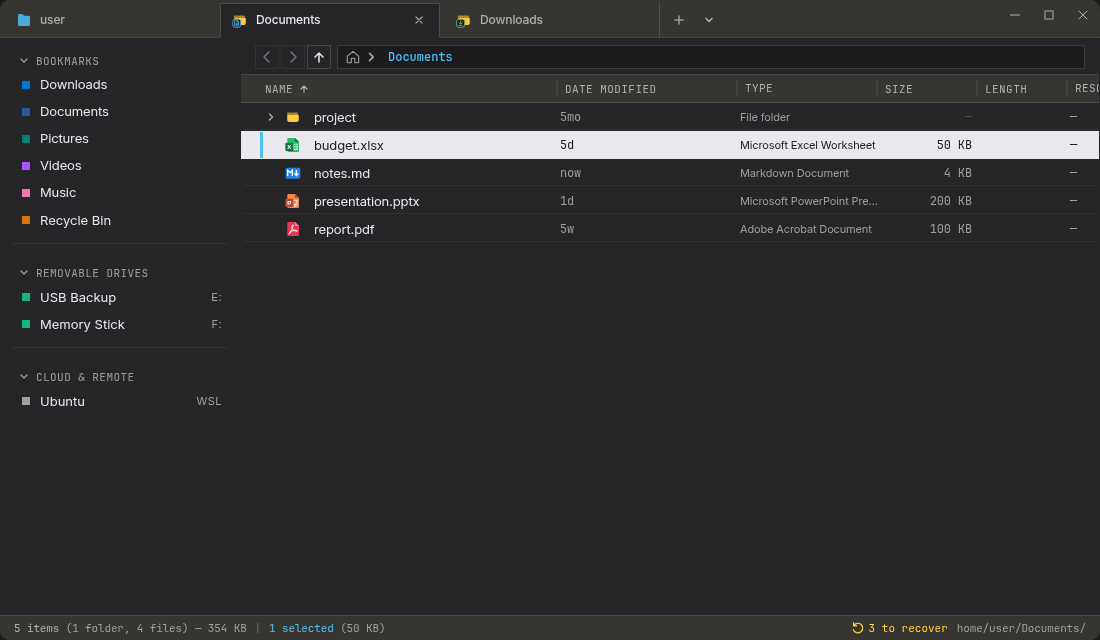 user
Documents
Downloads
BOOKMARKS
Downloads
Documents
Pictures
Videos
Music
Recycle Bin
REMOVABLE DRIVES
USB Backup E:
Memory Stick F:
CLOUD & REMOTE
Ubuntu WSL
Documents
NAME DATE MODIFIED TYPE SIZE LENGTH RESC
project 5mo File folder — —
budget.xlsx 5d Microsoft Excel Worksheet 50 KB —
notes.md now Markdown Document 4 KB —
presentation.pptx 1d Microsoft PowerPoint Pre... 200 KB —
report.pdf 5w Adobe Acrobat Document 100 KB —
5 items (1 folder, 4 files) — 354 KB | 1 selected (50 KB)
3 to recover home/user/Documents/